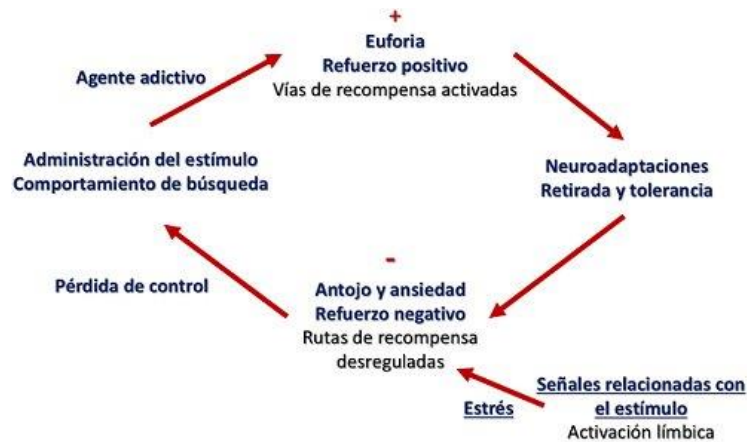 +
Euforia
Refuerzo positivo
Vías de recompensa activadas
Agente adictivo
Administración del estímulo
Comportamiento de búsqueda
Neuroadaptaciones
Retirada y tolerancia
-
Antojo y ansiedad
Refuerzo negativo
Rutas de recompensa
desreguladas
Pérdida de control
Estrés
Señales relacionadas con
el estímulo
Activación límbica